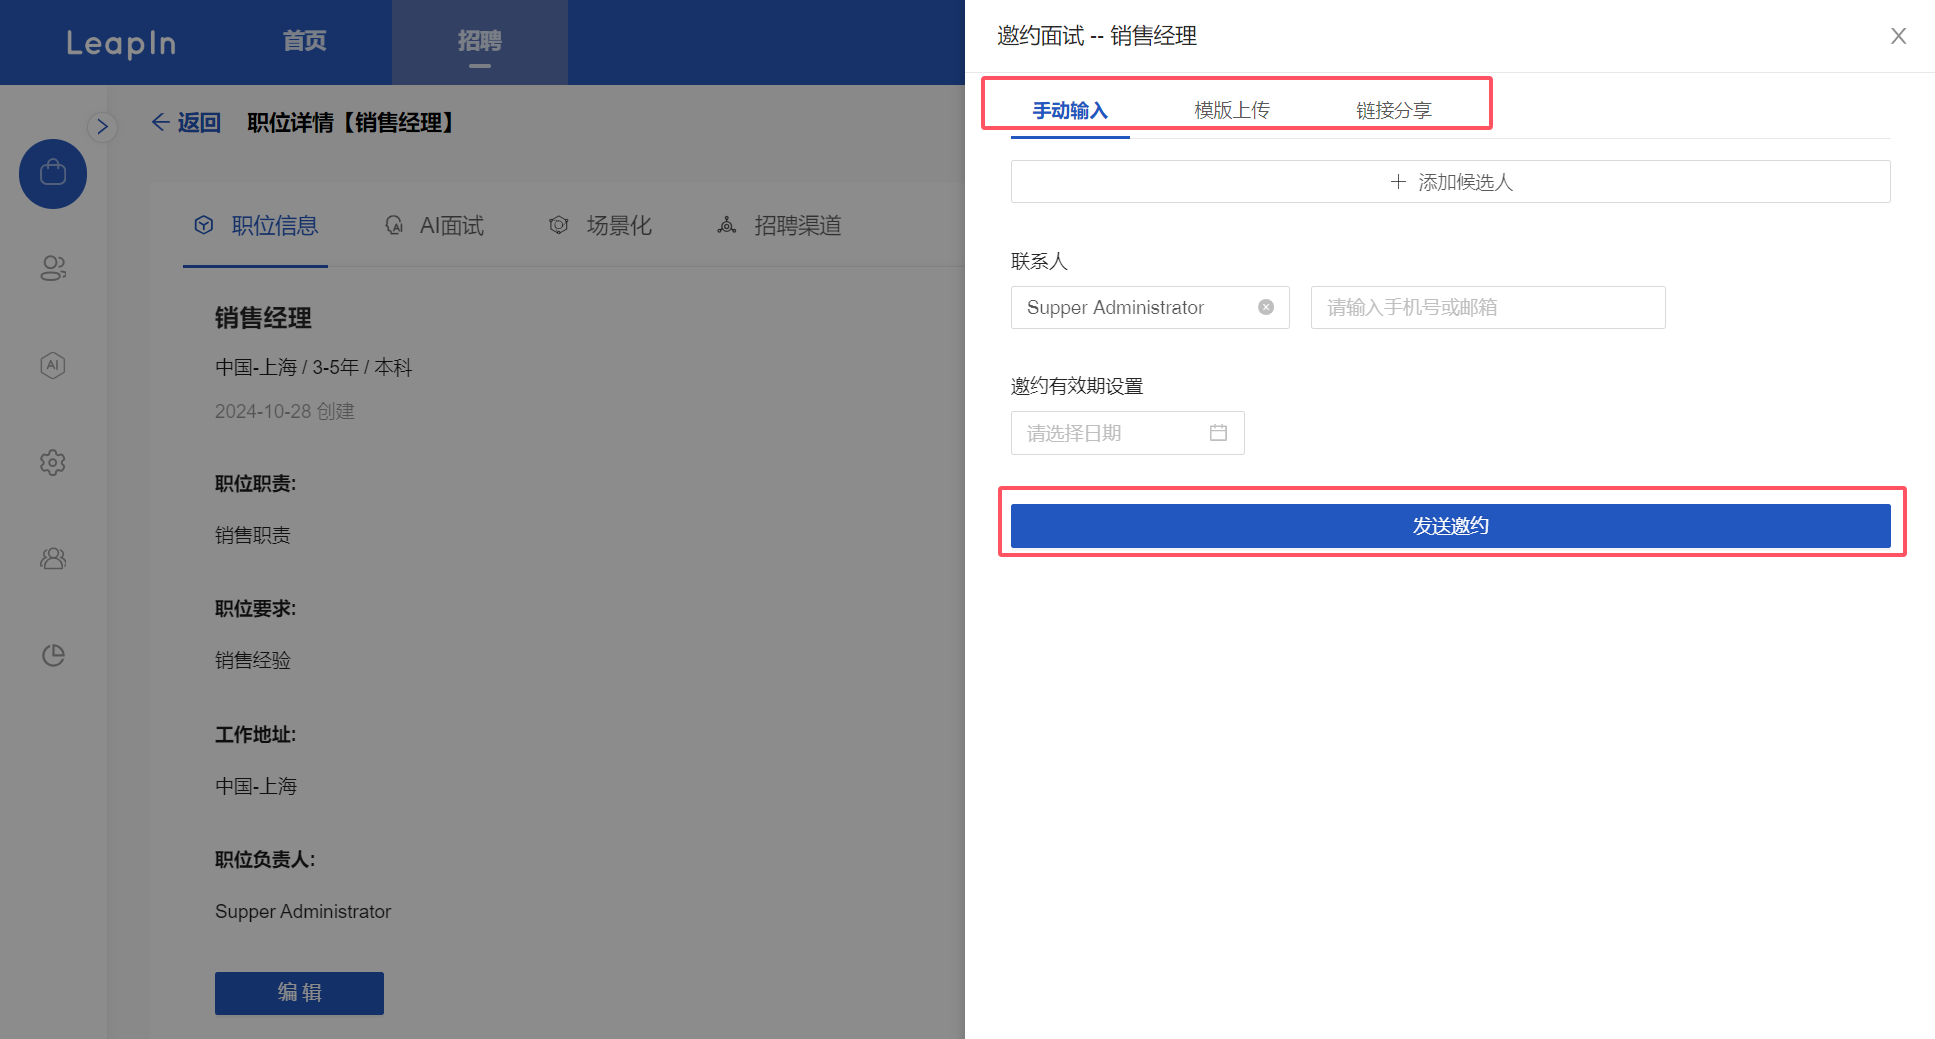 LeapIn
首页
招聘
返回
职位详情【销售经理】
职位信息
AI面试
场景化
招聘渠道
销售经理
中国-上海 / 3-5年 / 本科
2024-10-28 创建
职位职责:
销售职责
职位要求:
销售经验
工作地址:
中国-上海
职位负责人:
Supper Administrator
编 辑
AI
邀约面试 -- 销售经理
手动输入
模版上传
链接分享
添加候选人
联系人
Supper Administrator
请输入手机号或邮箱
邀约有效期设置
请选择日期
发送邀约